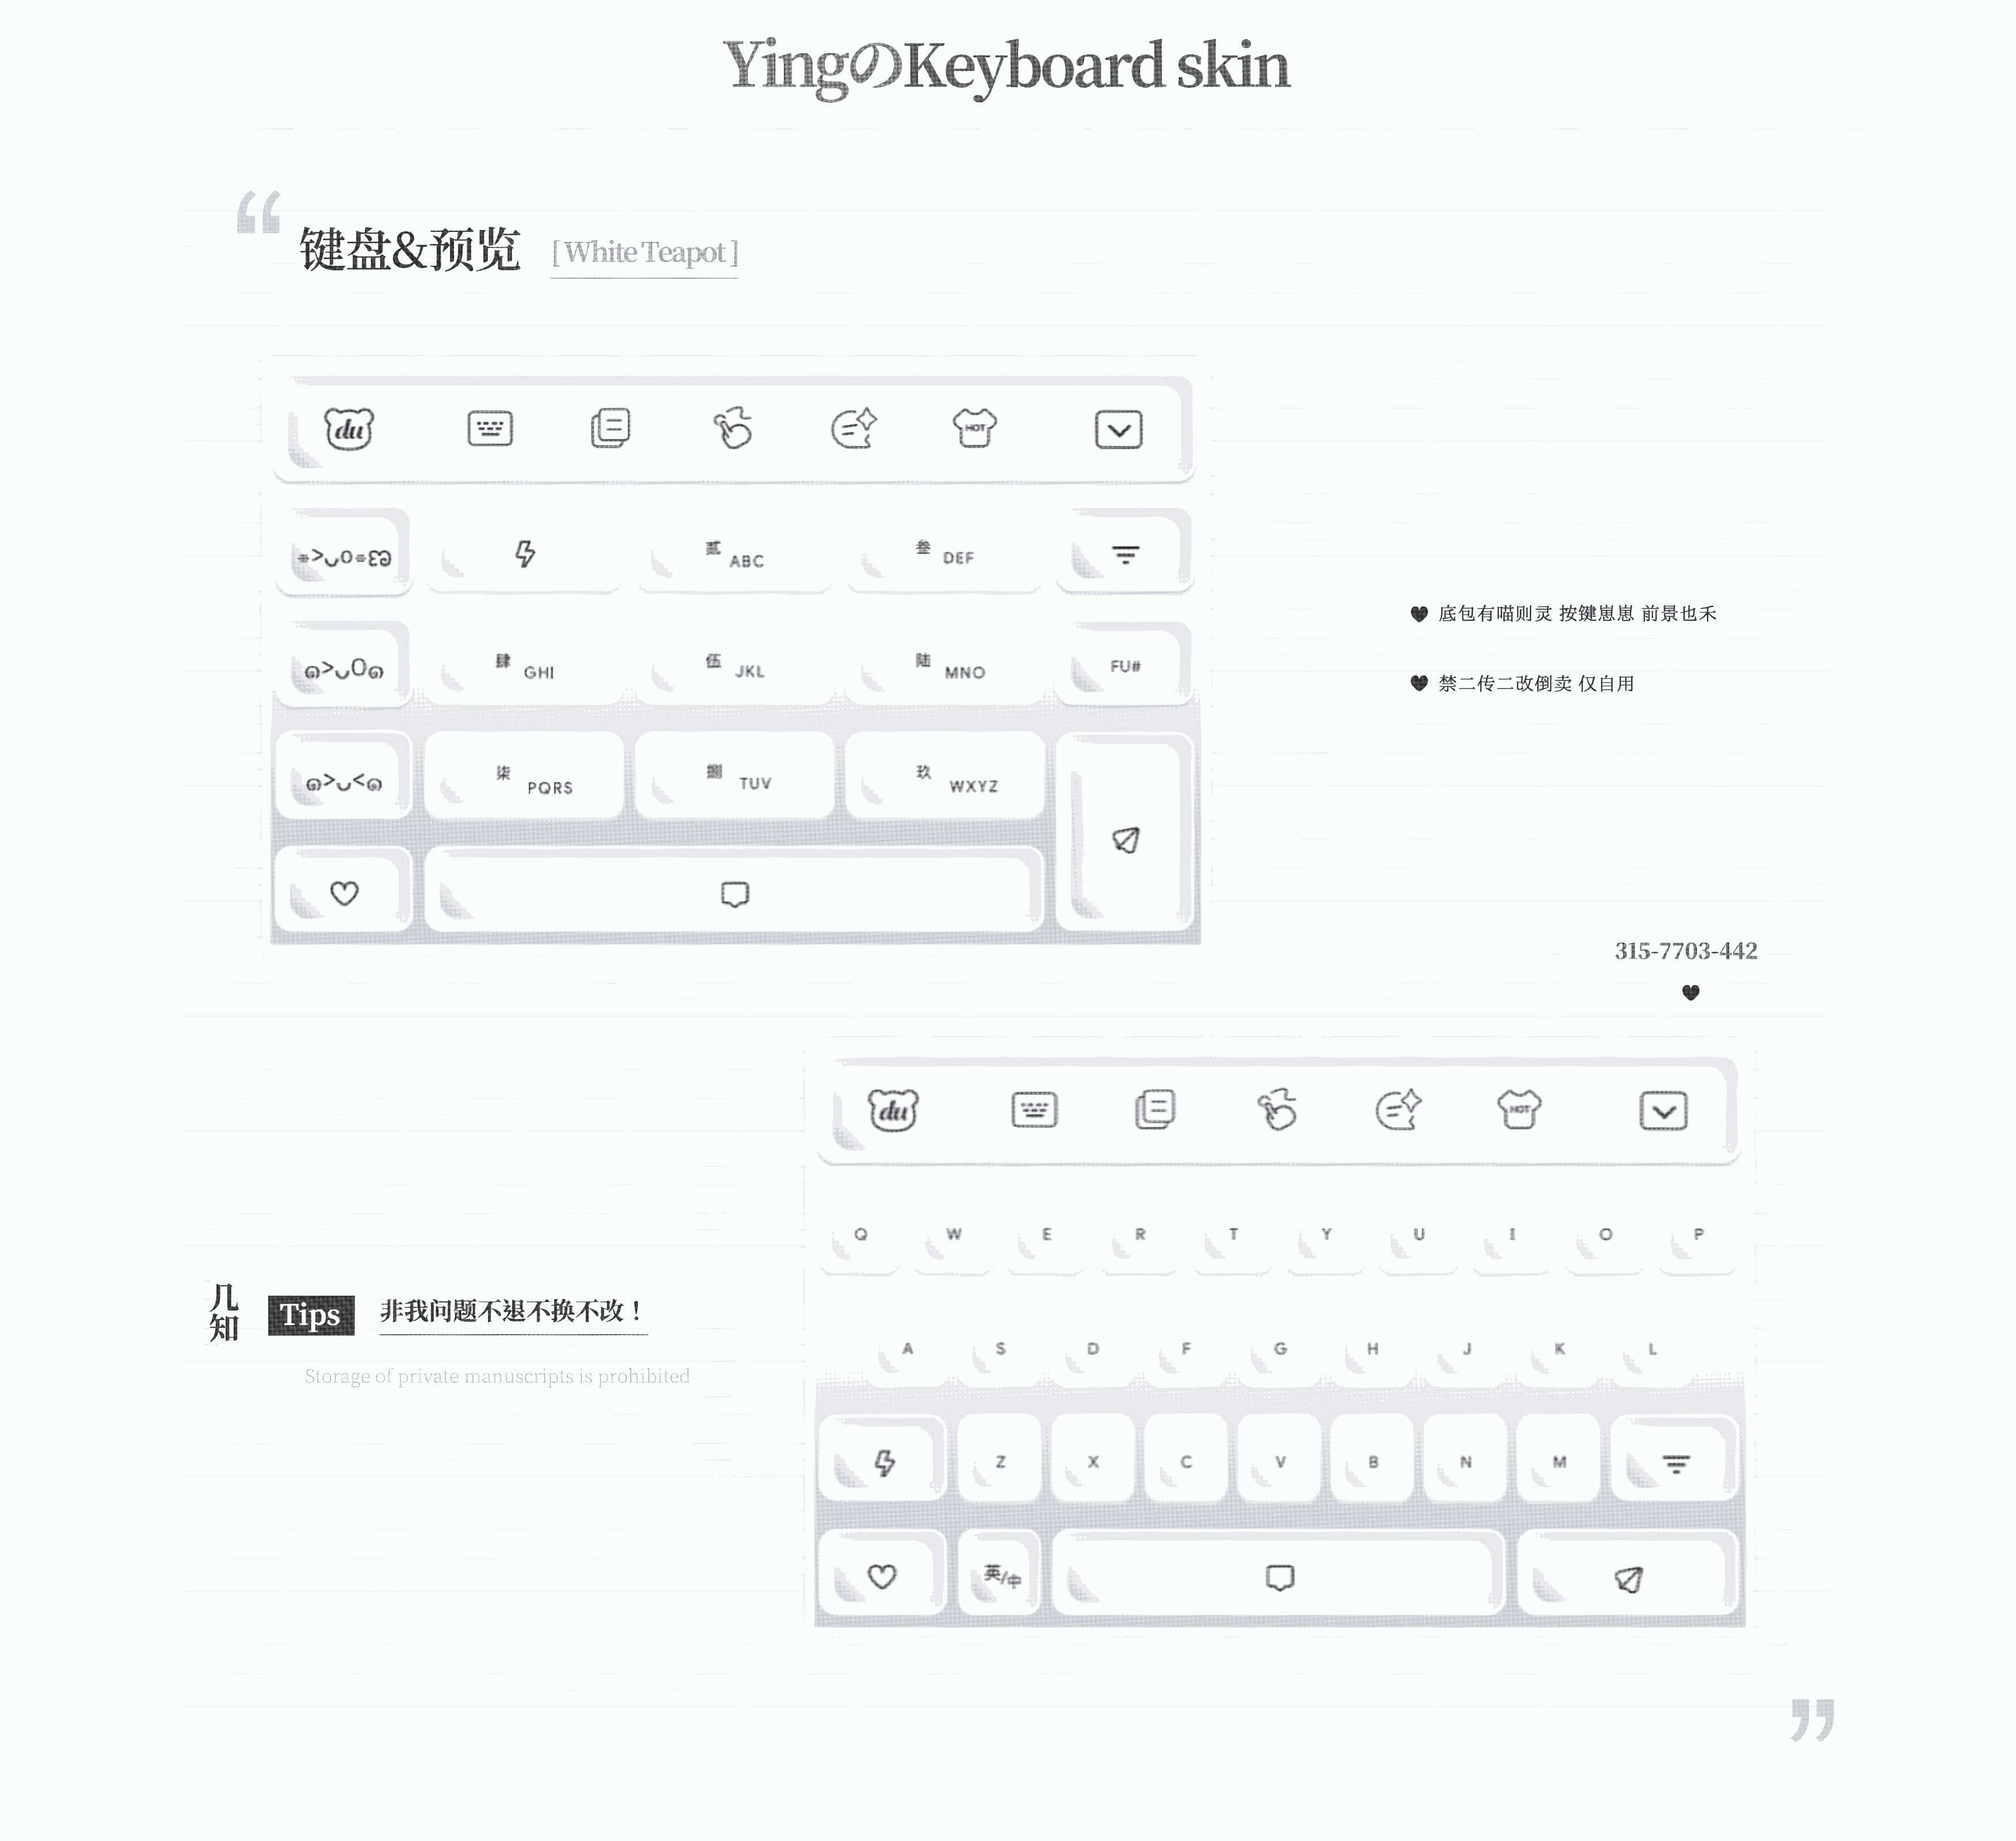 YingのKeyboard skin
“
键盘&预览 [ White Teapot ]
du HOT
=>ᴗo=ღ
贰 ABC
叁 DEF
肆 GHI
伍 JKL
陆 MNO
FU#
柒 PQRS
捌 TUV
玖 WXYZ
♥ 底包有喵则灵 按键崽崽 前景也禾
♥ 禁二传二改倒卖 仅自用
315-7703-442
♥
du HOT
Q W E R T Y U I O P
A S D F G H J K L
Z X C V B N M
英/中
几知
Tips 非我问题不退不换不改！
Storage of private manuscripts is prohibited
”